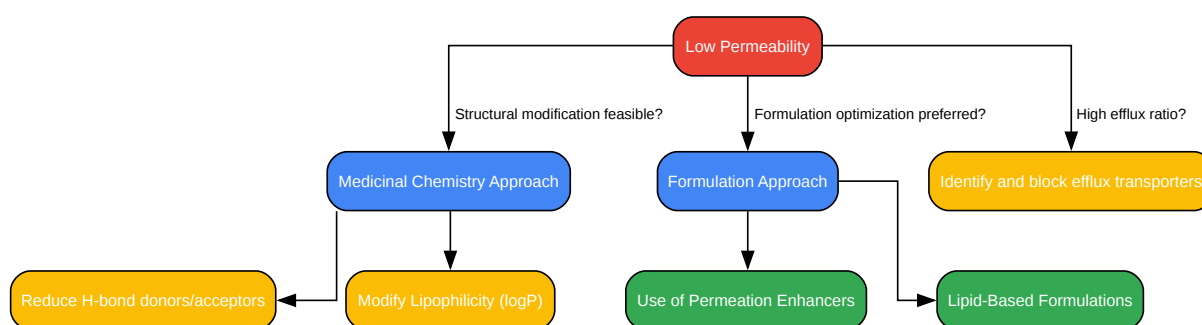 Low Permeability
Structural modification feasible?
Formulation optimization preferred?
High efflux ratio?
Medicinal Chemistry Approach
Formulation Approach
Identify and block efflux transporters
Reduce H-bond donors/acceptors
Modify Lipophilicity (logP)
Use of Permeation Enhancers
Lipid-Based Formulations